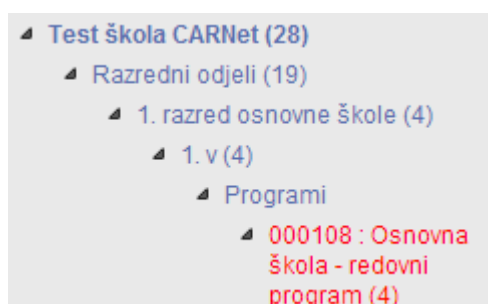 Test škola CARNet (28)
Razredni odjeli (19)
1. razred osnovne škole (4)
1. v (4)
Programi
000108 : Osnovna
škola - redovni
program (4)